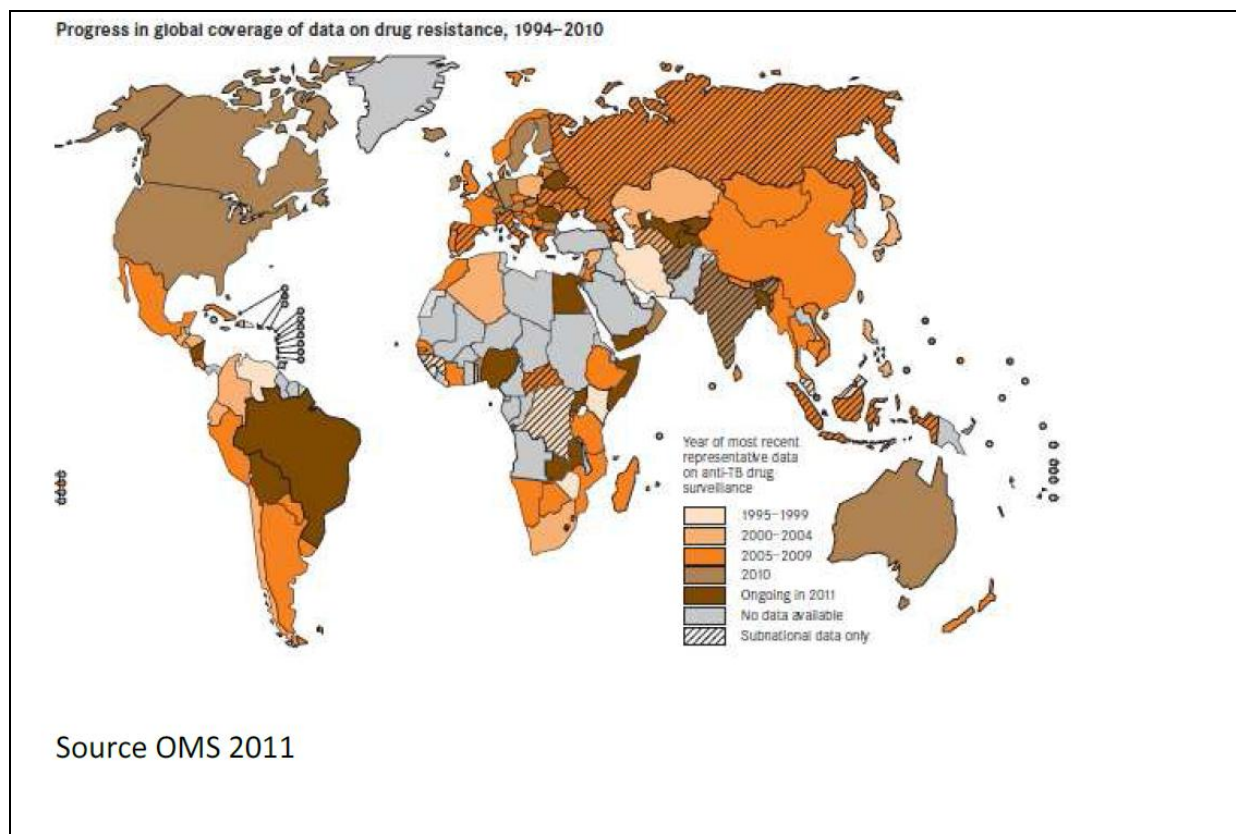 Progress in global coverage of data on drug resistance, 1994–2010
Year of most recent
representative data
on anti-TB drug
surveillance
1995–1999
2000–2004
2005–2009
2010
Ongoing in 2011
No data available
Subnational data only
Source OMS 2011